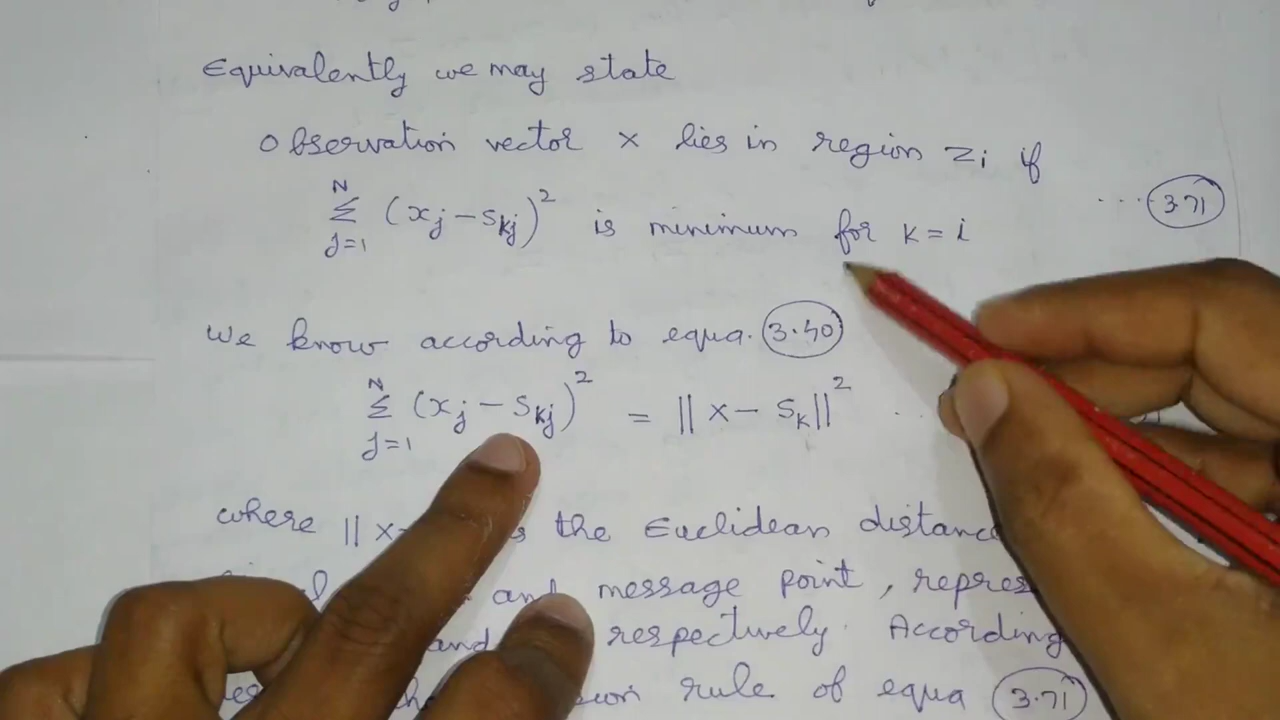 Equivalently we may state
Observation vector x lies in region Zi if
N Σ j=1 (xj - Skj)² is minimum for K = i ... 3.71
We know according to equa. 3.40
N Σ j=1 (xj - Skj)² = || x - Sk ||² ..
where || x- is the Euclidean distance
and message point, repres
and respectively. According
rule of equa 3.71